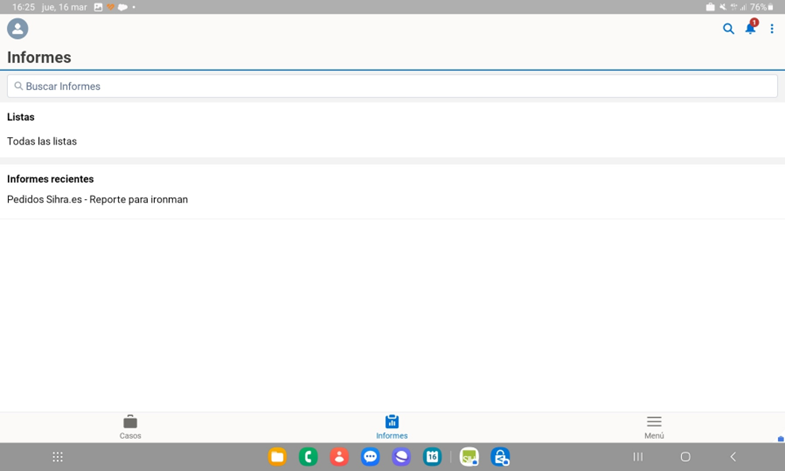 16:25 jue, 16 mar
76%
1
Informes
Buscar Informes
Listas
Todas las listas
Informes recientes
Pedidos Sihra.es - Reporte para ironman
Casos
Informes
Menú
16